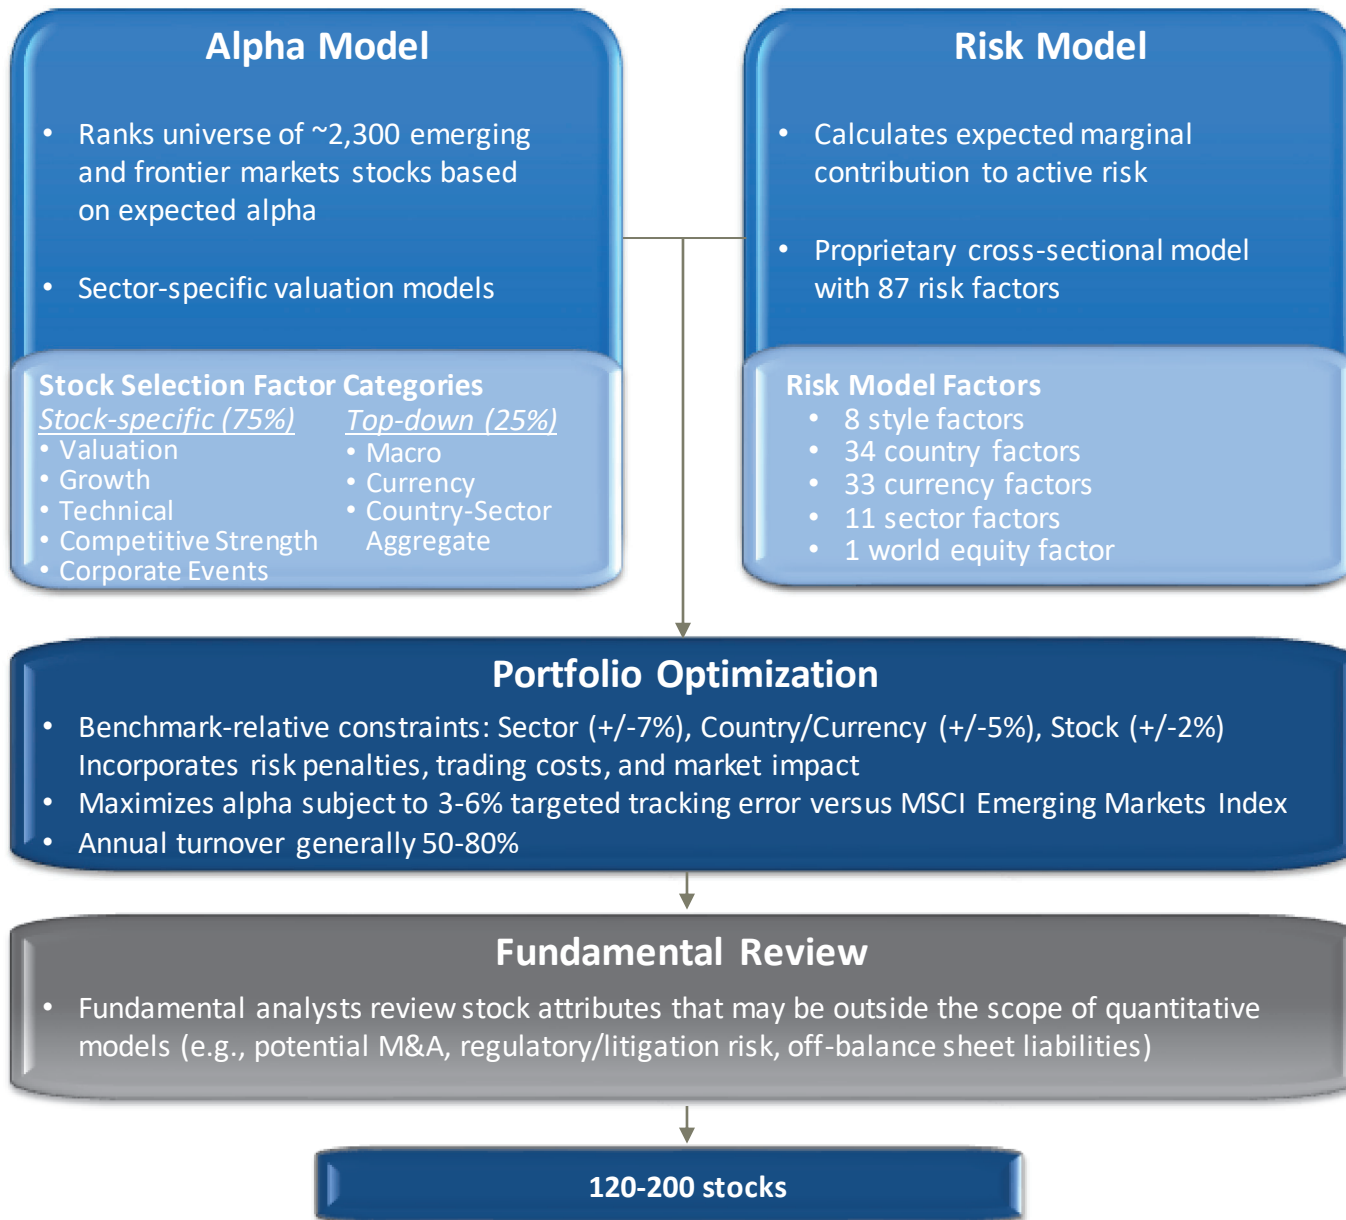 Alpha Model
• Ranks universe of ~2,300 emerging
and frontier markets stocks based
on expected alpha
• Sector-specific valuation models
Stock Selection Factor Categories
Stock-specific (75%)
• Valuation
• Growth
• Technical
• Competitive Strength
• Corporate Events
Top-down (25%)
• Macro
• Currency
• Country-Sector
Aggregate
Risk Model
• Calculates expected marginal
contribution to active risk
• Proprietary cross-sectional model
with 87 risk factors
Risk Model Factors
• 8 style factors
• 34 country factors
• 33 currency factors
• 11 sector factors
• 1 world equity factor
Portfolio Optimization
• Benchmark-relative constraints: Sector (+/-7%), Country/Currency (+/-5%), Stock (+/-2%)
Incorporates risk penalties, trading costs, and market impact
• Maximizes alpha subject to 3-6% targeted tracking error versus MSCI Emerging Markets Index
• Annual turnover generally 50-80%
Fundamental Review
• Fundamental analysts review stock attributes that may be outside the scope of quantitative
models (e.g., potential M&A, regulatory/litigation risk, off-balance sheet liabilities)
120-200 stocks